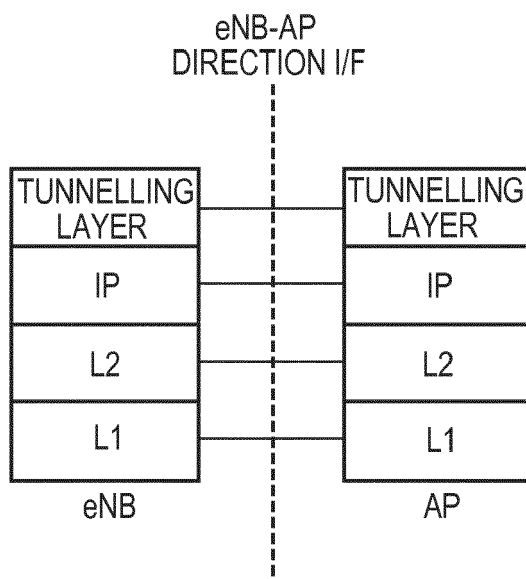 eNB-AP
DIRECTION I/F
TUNNELLING
LAYER
IP
L2
L1
eNB
TUNNELLING
LAYER
IP
L2
L1
AP